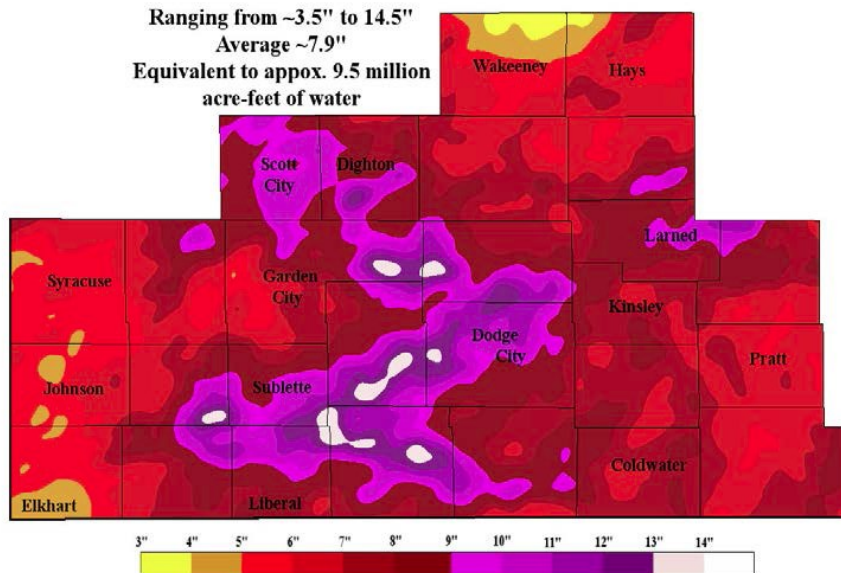 Ranging from ~3.5" to 14.5"
Average ~7.9"
Equivalent to appox. 9.5 million
acre-feet of water
Wakeeney
Hays
Scott
City
Dighton
Larned
Syracuse
Garden
City
Kinsley
Dodge
City
Pratt
Johnson
Sublette
Coldwater
Elkhart
Liberal
3" 4" 5" 6" 7" 8" 9" 10" 11" 12" 13" 14"